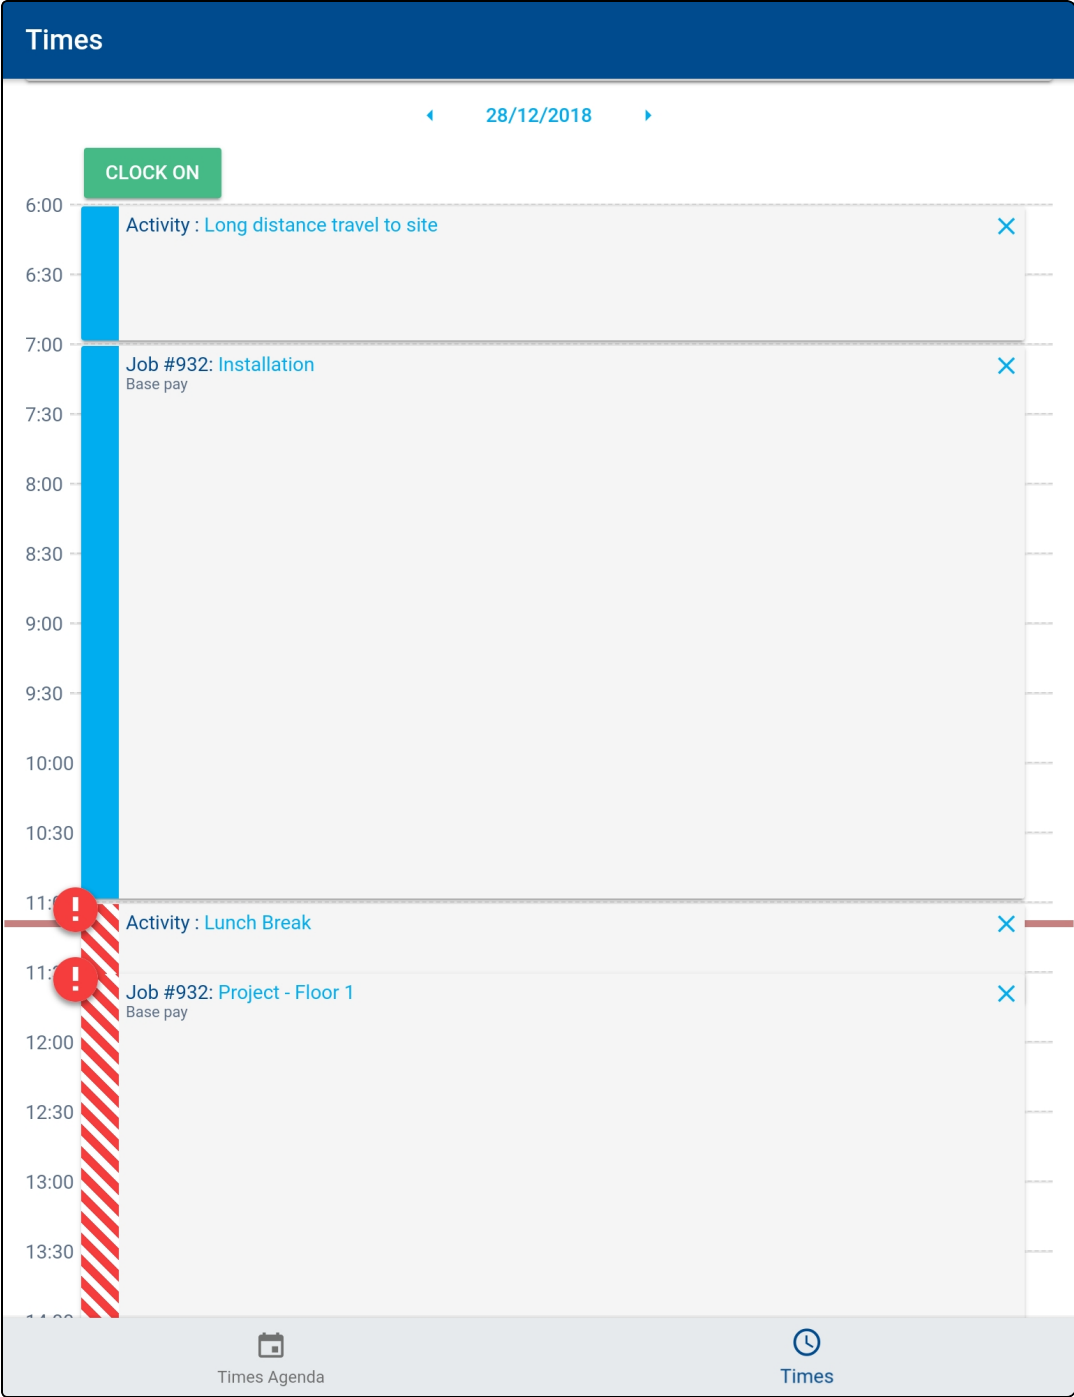 Times
28/12/2018
CLOCK ON
6:00
Activity : Long distance travel to site
6:30
7:00
Job #932: Installation
Base pay
7:30
8:00
8:30
9:00
9:30
10:00
10:30
11:
Activity : Lunch Break
11:
Job #932: Project - Floor 1
Base pay
12:00
12:30
13:00
13:30
Times Agenda
Times